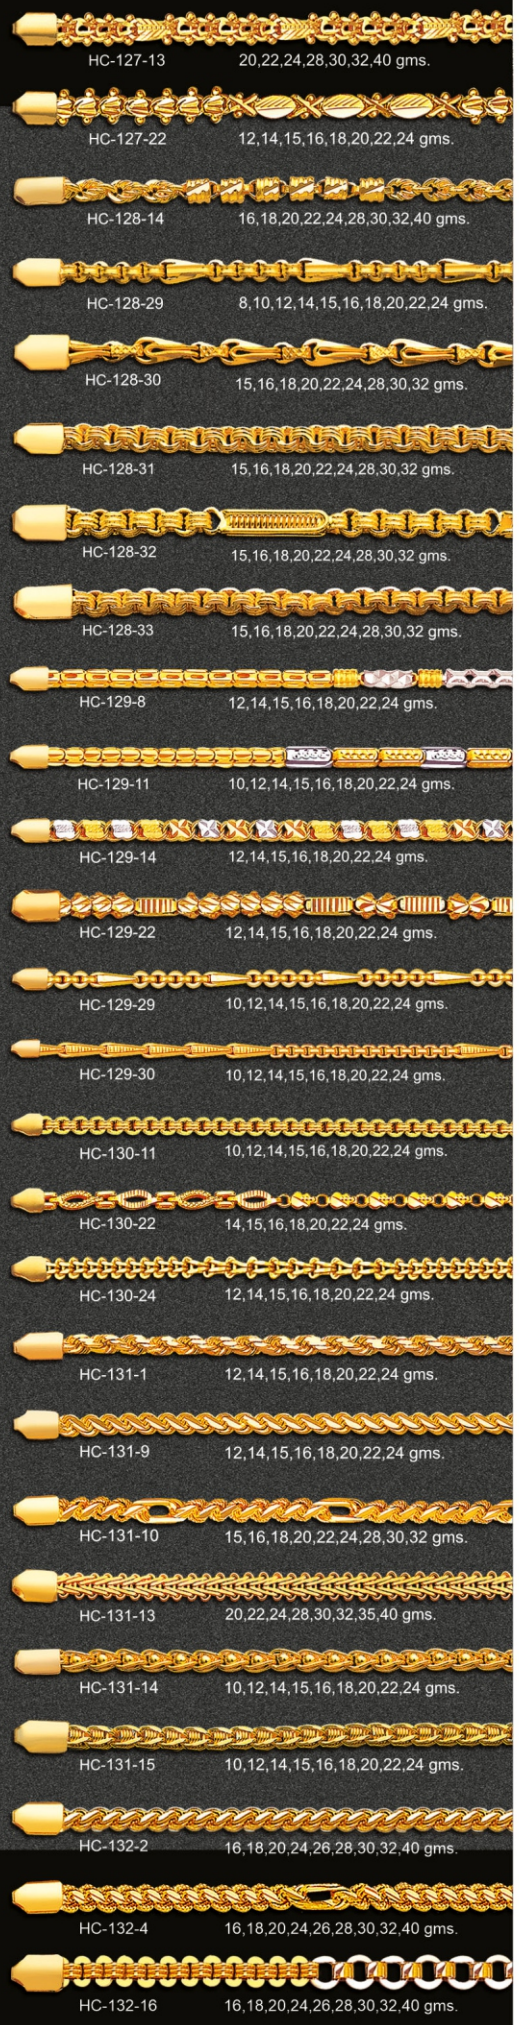 HC-127-13 20,22,24,28,30,32,40 gms.
HC-127-22 12,14,15,16,18,20,22,24 gms.
HC-128-14 16,18,20,22,24,28,30,32,40 gms.
HC-128-29 8,10,12,14,15,16,18,20,22,24 gms.
HC-128-30 15,16,18,20,22,24,28,30,32 gms.
HC-128-31 15,16,18,20,22,24,28,30,32 gms.
HC-128-32 15,16,18,20,22,24,28,30,32 gms.
HC-128-33 15,16,18,20,22,24,28,30,32 gms.
HC-129-8 12,14,15,16,18,20,22,24 gms.
HC-129-11 10,12,14,15,16,18,20,22,24 gms.
HC-129-14 12,14,15,16,18,20,22,24 gms.
HC-129-22 12,14,15,16,18,20,22,24 gms.
HC-129-29 10,12,14,15,16,18,20,22,24 gms.
HC-129-30 10,12,14,15,16,18,20,22,24 gms.
HC-130-11 10,12,14,15,16,18,20,22,24 gms.
HC-130-22 14,15,16,18,20,22,24 gms.
HC-130-24 12,14,15,16,18,20,22,24 gms.
HC-131-1 12,14,15,16,18,20,22,24 gms.
HC-131-9 12,14,15,16,18,20,22,24 gms.
HC-131-10 15,16,18,20,22,24,28,30,32 gms.
HC-131-13 20,22,24,28,30,32,35,40 gms.
HC-131-14 10,12,14,15,16,18,20,22,24 gms.
HC-131-15 10,12,14,15,16,18,20,22,24 gms.
HC-132-2 16,18,20,24,26,28,30,32,40 gms.
HC-132-4 16,18,20,24,26,28,30,32,40 gms.
HC-132-16 16,18,20,24,26,28,30,32,40 gms.